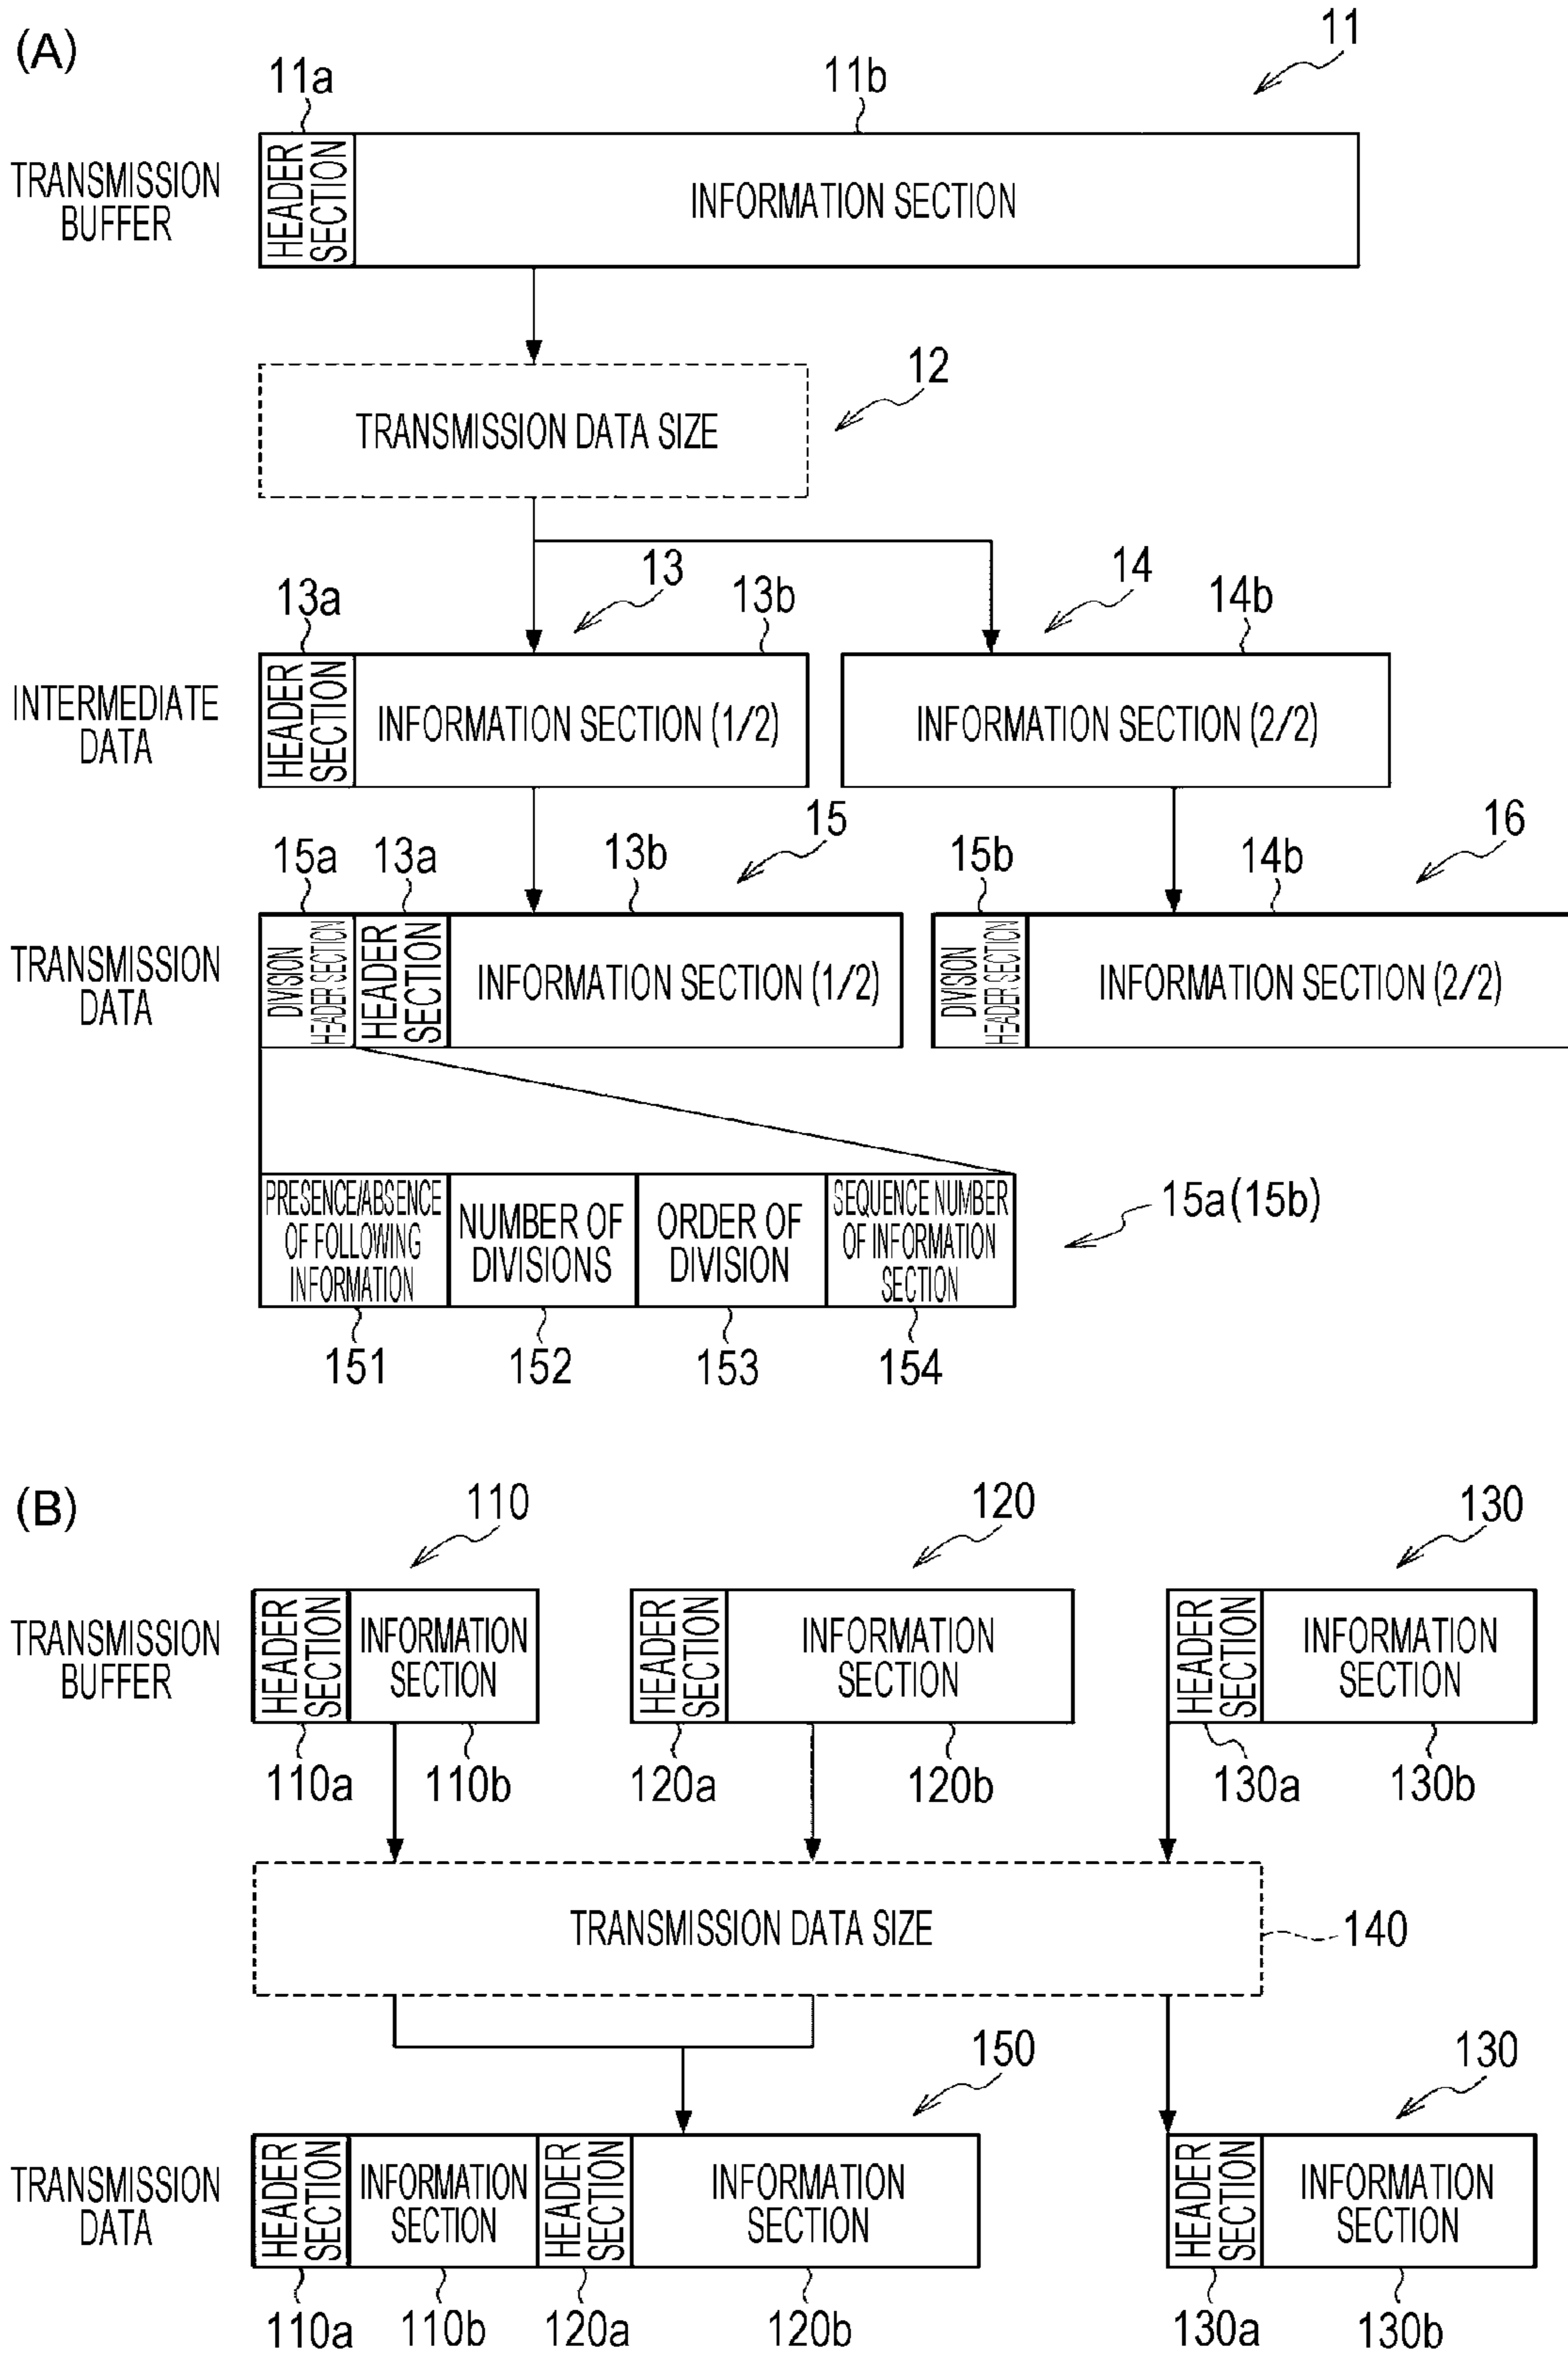 (A)
11
11a
11b
TRANSMISSION
BUFFER
HEADER
SECTION
INFORMATION SECTION
12
TRANSMISSION DATA SIZE
13
14
13a
13b
14b
INTERMEDIATE
DATA
HEADER
SECTION
INFORMATION SECTION (1/2)
INFORMATION SECTION (2/2)
15
16
15a
13a
13b
15b
14b
TRANSMISSION
DATA
DIVISION
HEADER SECTION
HEADER
SECTION
INFORMATION SECTION (1/2)
DIVISION
HEADER SECTION
INFORMATION SECTION (2/2)
PRESENCE/ABSENCE
OF FOLLOWING
INFORMATION
NUMBER OF
DIVISIONS
ORDER OF
DIVISION
SEQUENCE NUMBER
OF INFORMATION
SECTION
15a(15b)
151
152
153
154
(B)
110
120
130
TRANSMISSION
BUFFER
HEADER
SECTION
INFORMATION
SECTION
HEADER
SECTION
INFORMATION
SECTION
HEADER
SECTION
INFORMATION
SECTION
110a
110b
120a
120b
130a
130b
TRANSMISSION DATA SIZE
140
150
130
TRANSMISSION
DATA
HEADER
SECTION
INFORMATION
SECTION
HEADER
SECTION
INFORMATION
SECTION
HEADER
SECTION
INFORMATION
SECTION
110a
110b
120a
120b
130a
130b